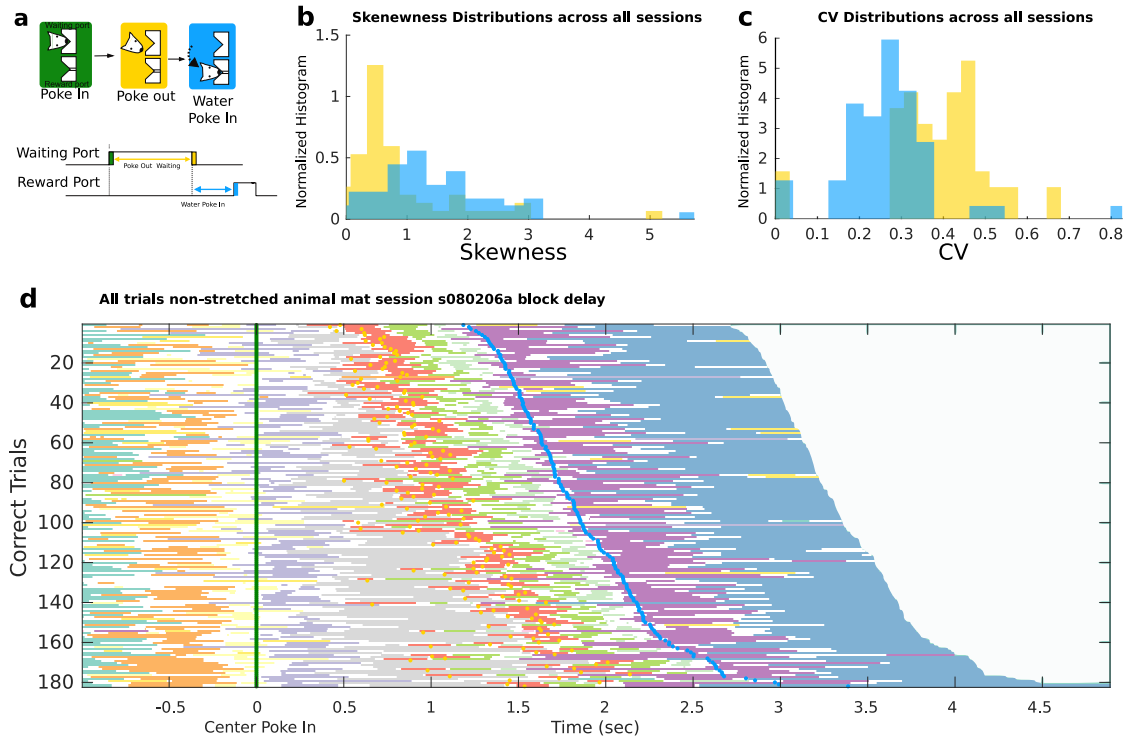 a
Waiting port
Reward port
Poke In
Poke out
Water
Poke In
Waiting Port
Poke Out Waiting
Reward Port
Water Poke In
b
Skenewness Distributions across all sessions
Normalized Histogram
1.5
1
0.5
0
0 1 2 3 4 5
Skewness
c
CV Distributions across all sessions
Normalized Histogram
6
5
4
3
2
1
0
0 0.1 0.2 0.3 0.4 0.5 0.6 0.7 0.8
CV
d
All trials non-stretched animal mat session s080206a block delay
Correct Trials
20
40
60
80
100
120
140
160
180
-0.5 0 0.5 1 1.5 2 2.5 3 3.5 4 4.5
Center Poke In
Time (sec)